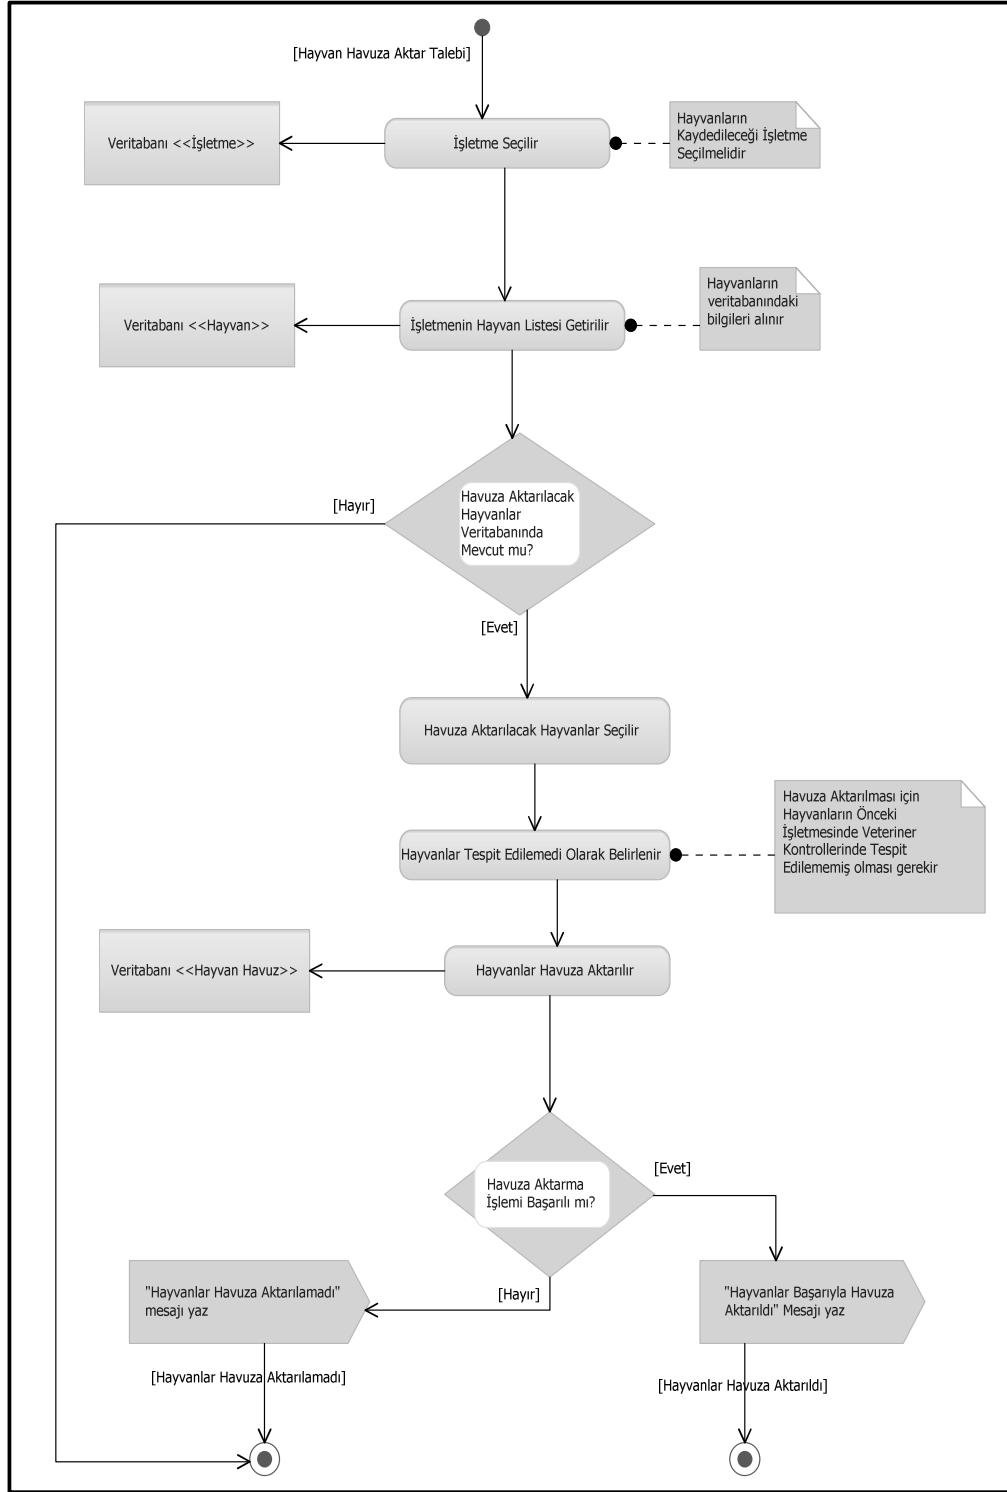 [Hayvan Havuza Aktar Talebi]
Veritabanı <<İşletme>>
İşletme Seçilir
Hayvanların
Kaydedileceği İşletme
Seçilmelidir
Veritabanı <<Hayvan>>
İşletmenin Hayvan Listesi Getirilir
Hayvanların
veritabanındaki
bilgileri alınır
[Hayır]
Havuza Aktarılacak
Hayvanlar
Veritabanında
Mevcut mu?
[Evet]
Havuza Aktarılacak Hayvanlar Seçilir
Hayvanlar Tespit Edilemedi Olarak Belirlenir
Havuza Aktarılması için
Hayvanların Önceki
İşletmesinde Veteriner
Kontrollerinde Tespit
Edilememiş olması gerekir
Veritabanı <<Hayvan Havuz>>
Hayvanlar Havuza Aktarılır
Havuza Aktarma
İşlemi Başarılı mı?
[Evet]
[Hayır]
"Hayvanlar Havuza Aktarılamadı"
mesajı yaz
"Hayvanlar Başarıyla Havuza
Aktarıldı" Mesajı yaz
[Hayvanlar Havuza Aktarılamadı]
[Hayvanlar Havuza Aktarıldı]